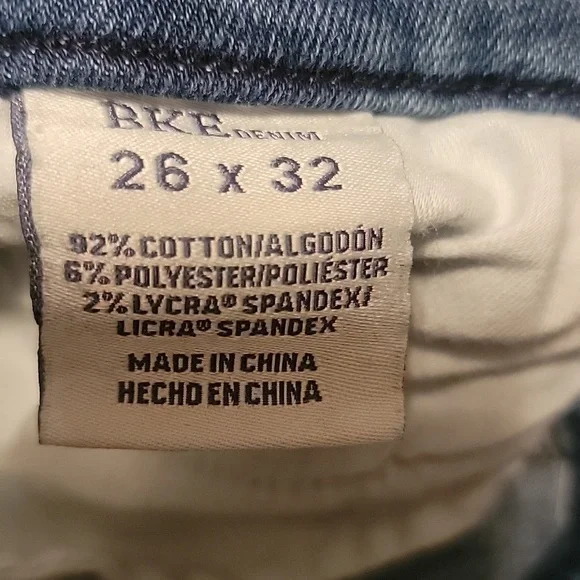 BKE DENIM
26 x 32
92% COTTON/ALGODÓN
6% POLYESTER/POLIÉSTER
2% LYCRA® SPANDEX/
LICRA® SPANDEX
MADE IN CHINA
HECHO EN CHINA